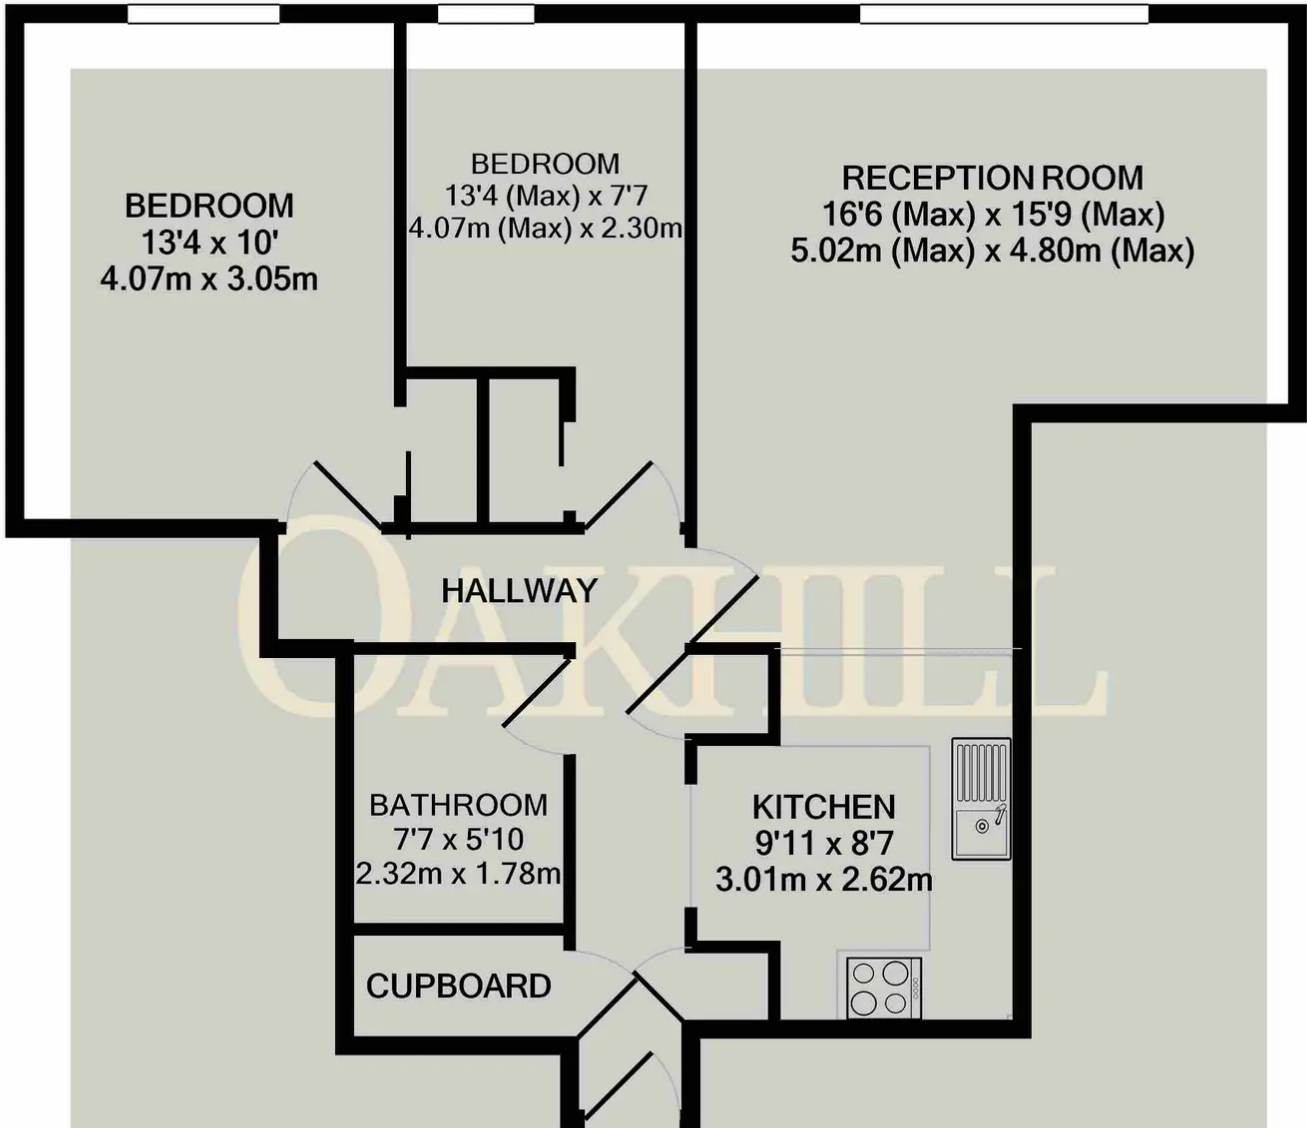 BEDROOM
13'4 x 10'
4.07m x 3.05m
BEDROOM
13'4 (Max) x 7'7
4.07m (Max) x 2.30m
RECEPTION ROOM
16'6 (Max) x 15'9 (Max)
5.02m (Max) x 4.80m (Max)
HALLWAY
OAKHILL
BATHROOM
7'7 x 5'10
2.32m x 1.78m
KITCHEN
9'11 x 8'7
3.01m x 2.62m
CUPBOARD